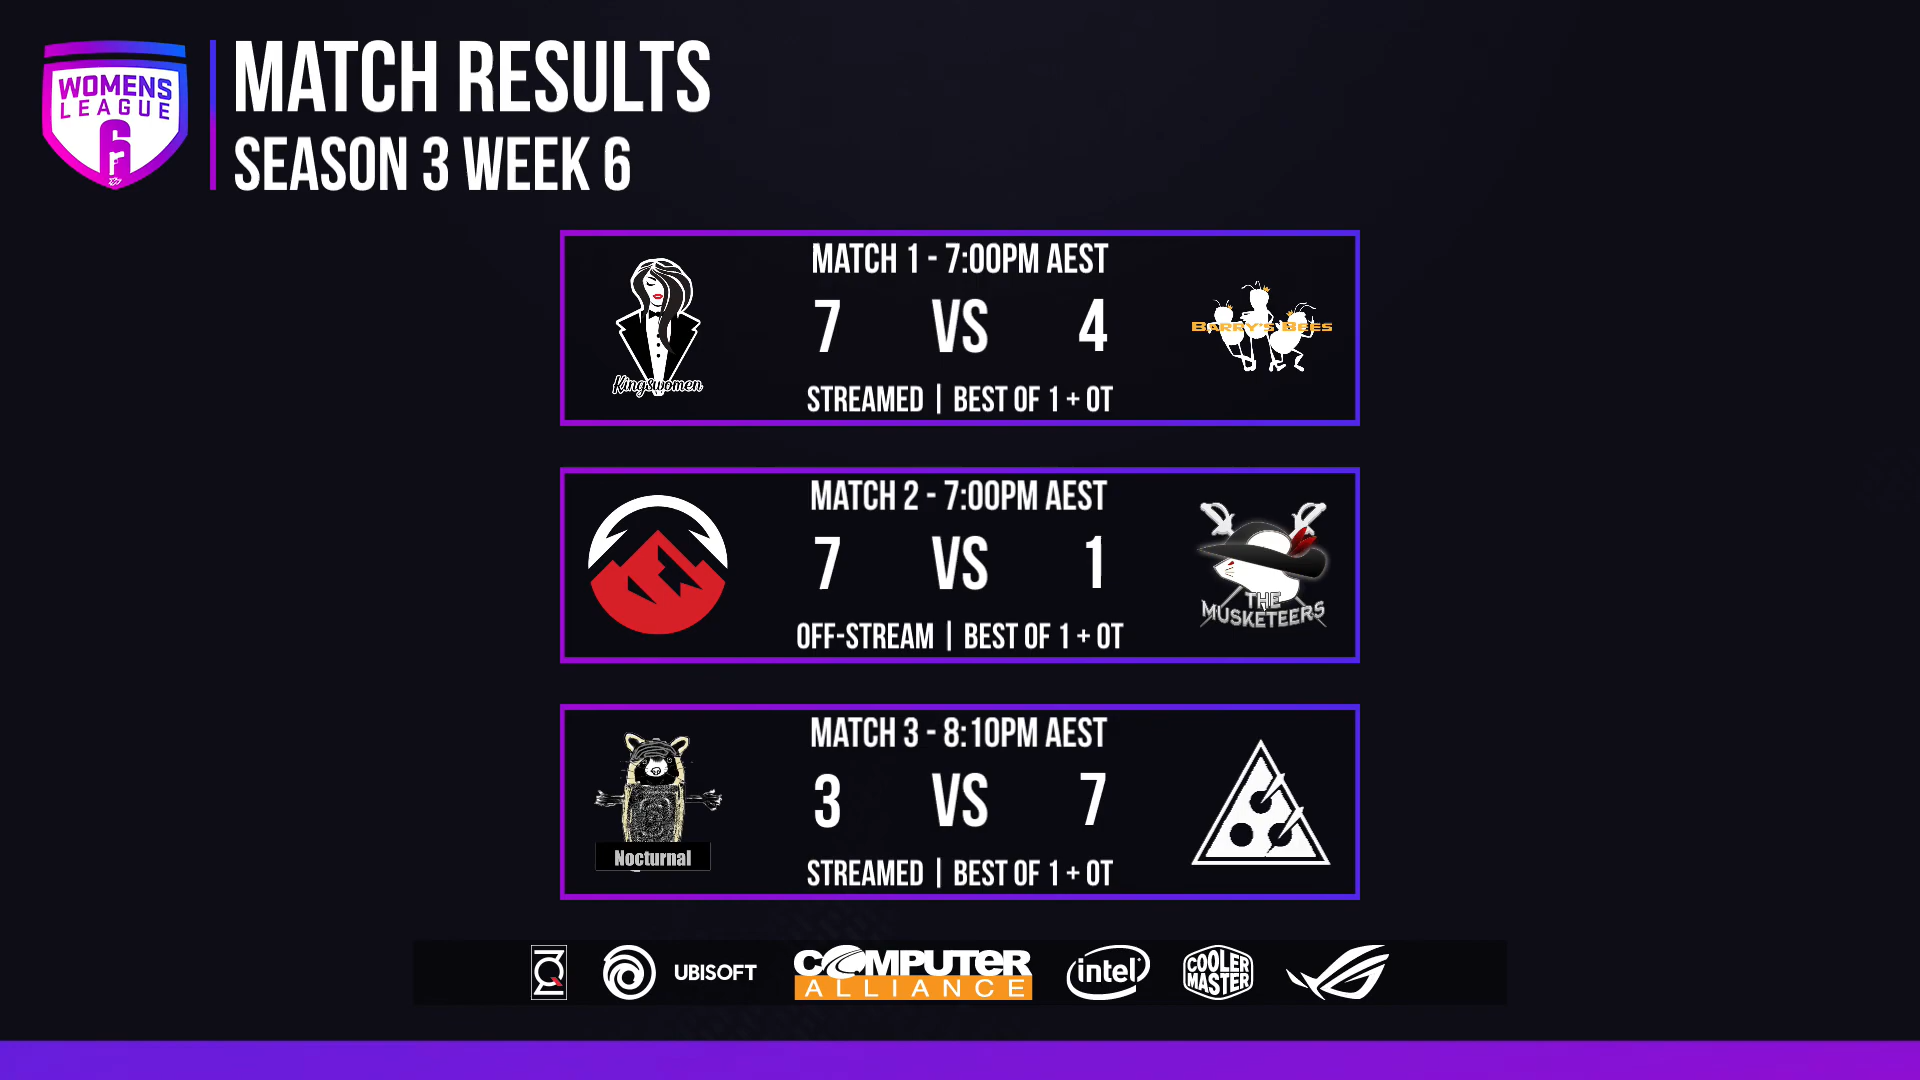 WOMENS
LEAGUE
6
MATCH RESULTS
SEASON 3 WEEK 6
MATCH 1 - 7:00PM AEST
7 VS 4
STREAMED | BEST OF 1 + OT
Kingswomen
BARRY'S BEES
MATCH 2 - 7:00PM AEST
7 VS 1
OFF-STREAM | BEST OF 1 + OT
THE
MUSKETEERS
MATCH 3 - 8:10PM AEST
3 VS 7
STREAMED | BEST OF 1 + OT
Nocturnal
UBISOFT
COMPUTER
ALLIANCE
intel
COOLER
MASTER